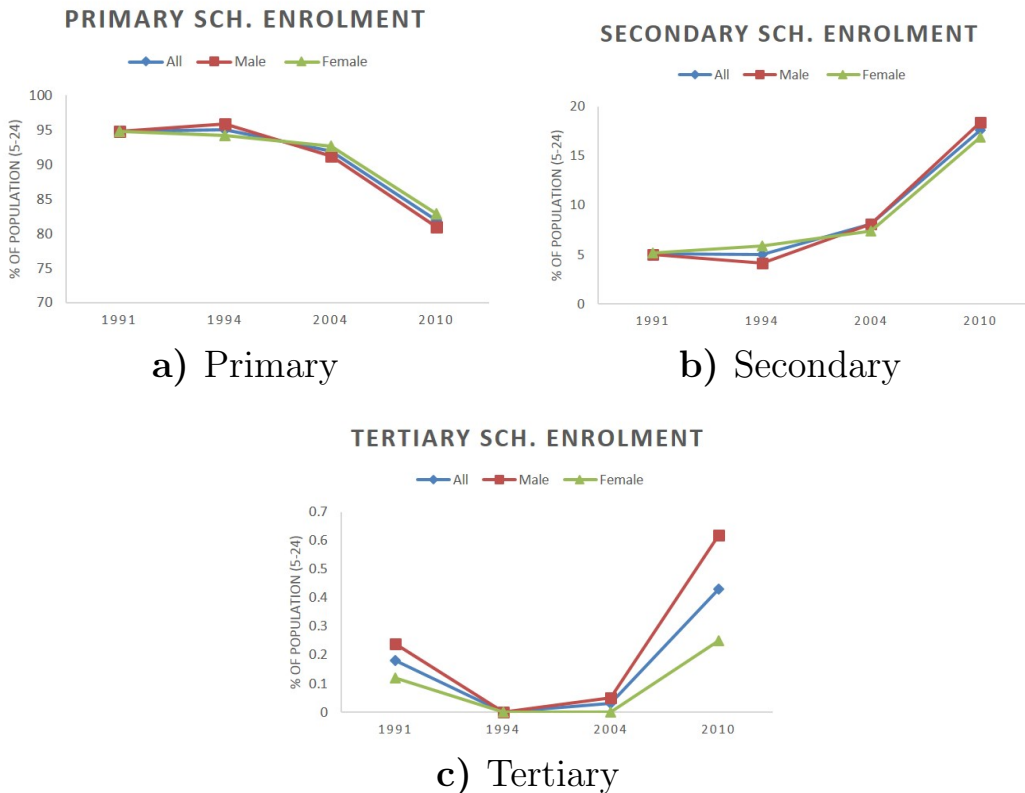 PRIMARY SCH. ENROLMENT
All Male Female
% OF POPULATION (5-24)
100
95
90
85
80
75
70
1991 1994 2004 2010
a) Primary
SECONDARY SCH. ENROLMENT
All Male Female
% OF POPULATION (5-24)
20
15
10
5
0
1991 1994 2004 2010
b) Secondary
TERTIARY SCH. ENROLMENT
All Male Female
% OF POPULATION (5-24)
0.7
0.6
0.5
0.4
0.3
0.2
0.1
0
1991 1994 2004 2010
c) Tertiary